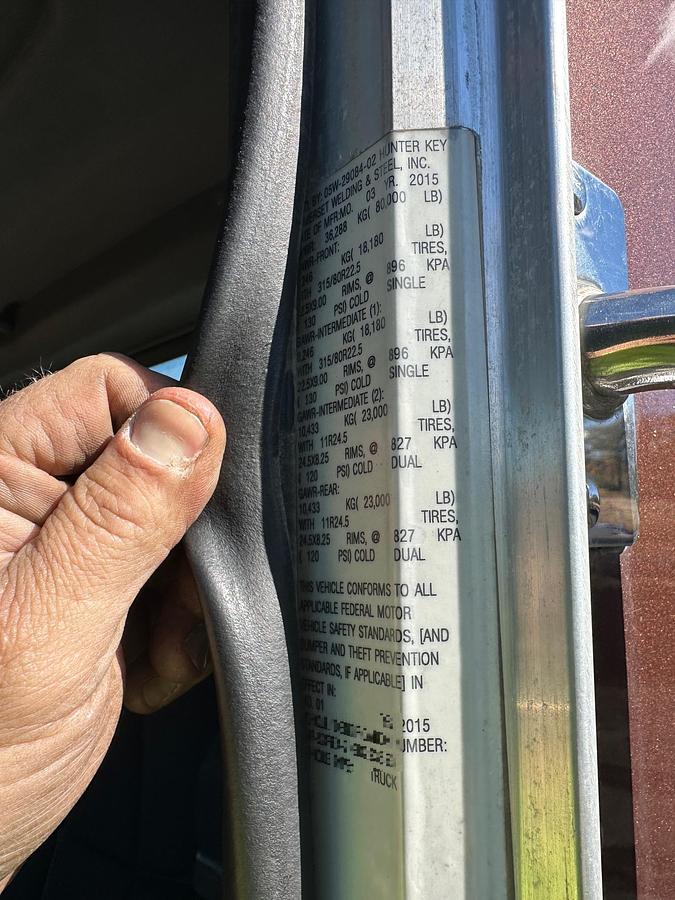 BY: 05W-29084-02 HUNTER KEY
WELDING & STEEL, INC.
OF MFR:MO. 03 YR. 2015
36,288 KG( 80,000 LB)
GAWR-FRONT:
KG( 18,180 LB)
WITH 315/80R22.5 TIRES,
RIMS, @ 896 KPA
130 PSI) COLD SINGLE
GAWR-INTERMEDIATE (1):
8,246 KG( 18,180 LB)
WITH 315/80R22.5 TIRES,
22.5X9.00 RIMS, @ 896 KPA
( 130 PSI) COLD SINGLE
GAWR-INTERMEDIATE (2):
10,433 KG( 23,000 LB)
WITH 11R24.5 TIRES,
24.5X8.25 RIMS, @ 827 KPA
( 120 PSI) COLD DUAL
GAWR-REAR:
10,433 KG( 23,000 LB)
WITH 11R24.5 TIRES,
24.5X8.25 RIMS, @ 827 KPA
( 120 PSI) COLD DUAL
THIS VEHICLE CONFORMS TO ALL
APPLICABLE FEDERAL MOTOR
VEHICLE SAFETY STANDARDS, [AND
BUMPER AND THEFT PREVENTION
STANDARDS, IF APPLICABLE] IN
EFFECT IN:
01
2015
UMBER:
TRUCK